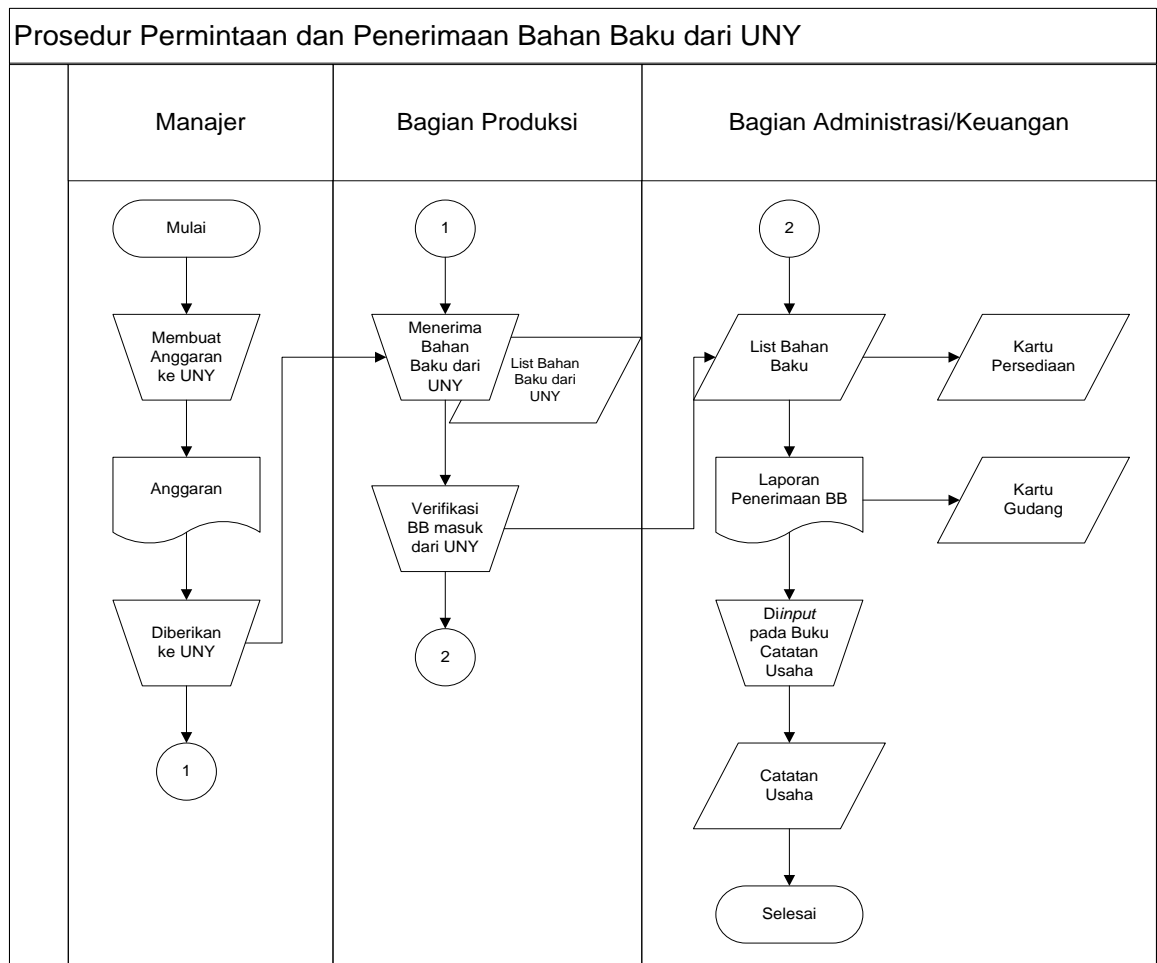 Prosedur Permintaan dan Penerimaan Bahan Baku dari UNY
Manajer
Bagian Produksi
Bagian Administrasi/Keuangan
Mulai
Membuat
Anggaran
ke UNY
Anggaran
Diberikan
ke UNY
1
1
Menerima
Bahan
Baku dari
UNY
List Bahan
Baku dari
UNY
Verifikasi
BB masuk
dari UNY
2
2
List Bahan
Baku
Kartu
Persediaan
Laporan
Penerimaan BB
Kartu
Gudang
Diinput
pada Buku
Catatan
Usaha
Catatan
Usaha
Selesai